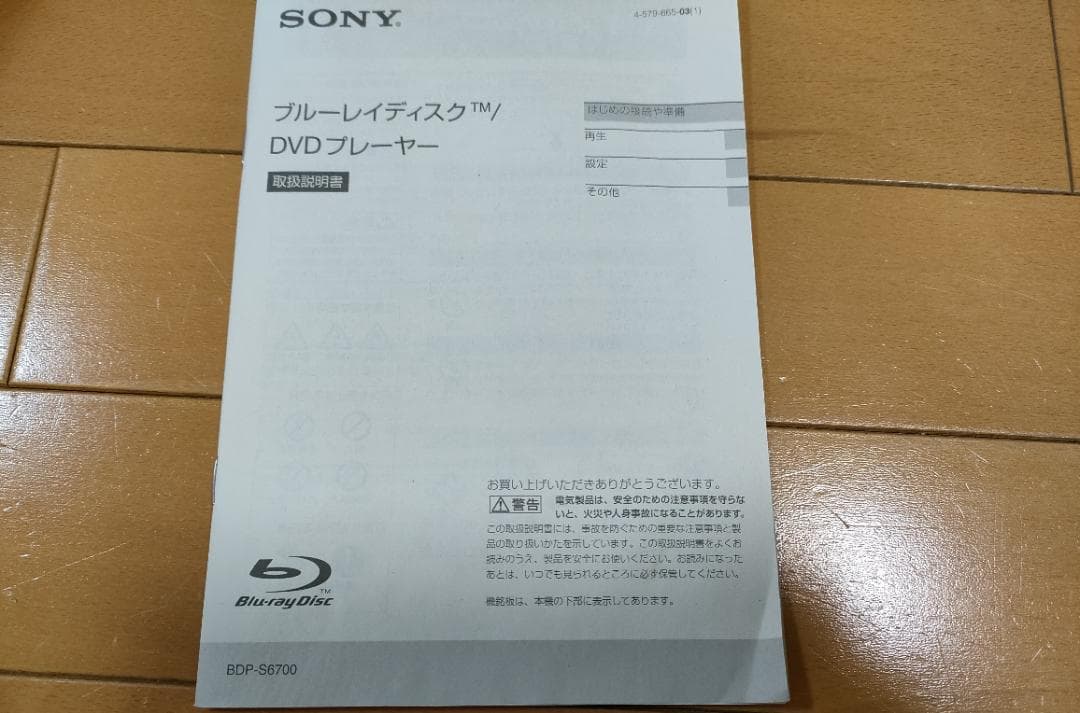 SONY®
4-579-665-03(1)
ブルーレイディスク™/
DVDプレーヤー
取扱説明書
はじめの接続や準備
再生
設定
その他
お買い上げいただきありがとうございます。
警告
電気製品は、安全のための注意事項を守らな
いと、火災や人身事故になることがあります。
この取扱説明書には、事故を防ぐための重要な注意事項と製
品の取り扱いかたを示しています。この取扱説明書をよくお
読みのうえ、製品を安全にお使いください。お読みになった
あとは、いつでも見られるところに必ず保管してください。
機銘板は、本機の下部に表示してあります。
Blu-ray Disc™
BDP-S6700